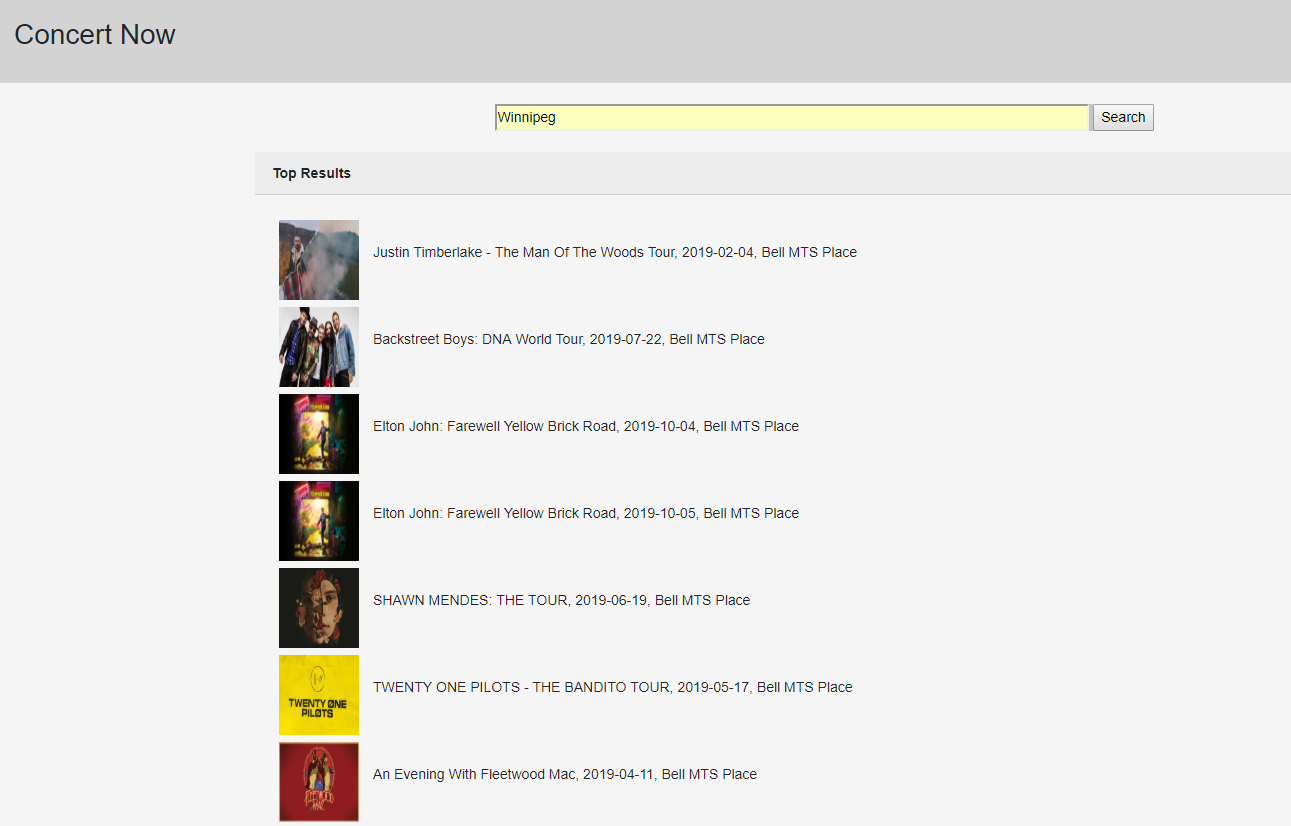 Concert Now
Winnipeg
Search
Top Results
Justin Timberlake - The Man Of The Woods Tour, 2019-02-04, Bell MTS Place
Backstreet Boys: DNA World Tour, 2019-07-22, Bell MTS Place
Elton John: Farewell Yellow Brick Road, 2019-10-04, Bell MTS Place
Elton John: Farewell Yellow Brick Road, 2019-10-05, Bell MTS Place
SHAWN MENDES: THE TOUR, 2019-06-19, Bell MTS Place
TWENTY ØNE
PILØTS
TWENTY ONE PILOTS - THE BANDITO TOUR, 2019-05-17, Bell MTS Place
FLEETWOOD
MAC
An Evening With Fleetwood Mac, 2019-04-11, Bell MTS Place